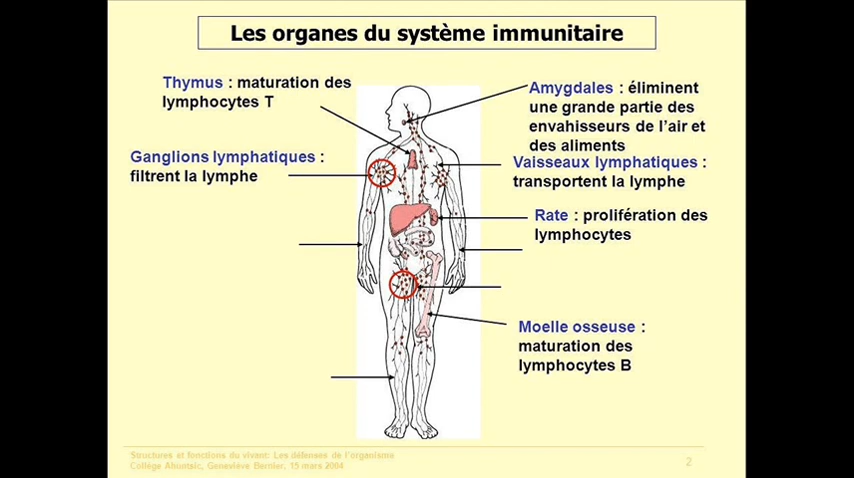 Les organes du système immunitaire
Thymus : maturation des
lymphocytes T
Amygdales : éliminent
une grande partie des
envahisseurs de l'air et
des aliments
Ganglions lymphatiques :
filtrent la lymphe
Vaisseaux lymphatiques :
transportent la lymphe
Rate : prolifération des
lymphocytes
Moelle osseuse :
maturation des
lymphocytes B
Structures et fonctions du vivant: Les défenses de l'organisme
Collège Ahuntsic, Geneviève Bernier, 15 mars 2004
2